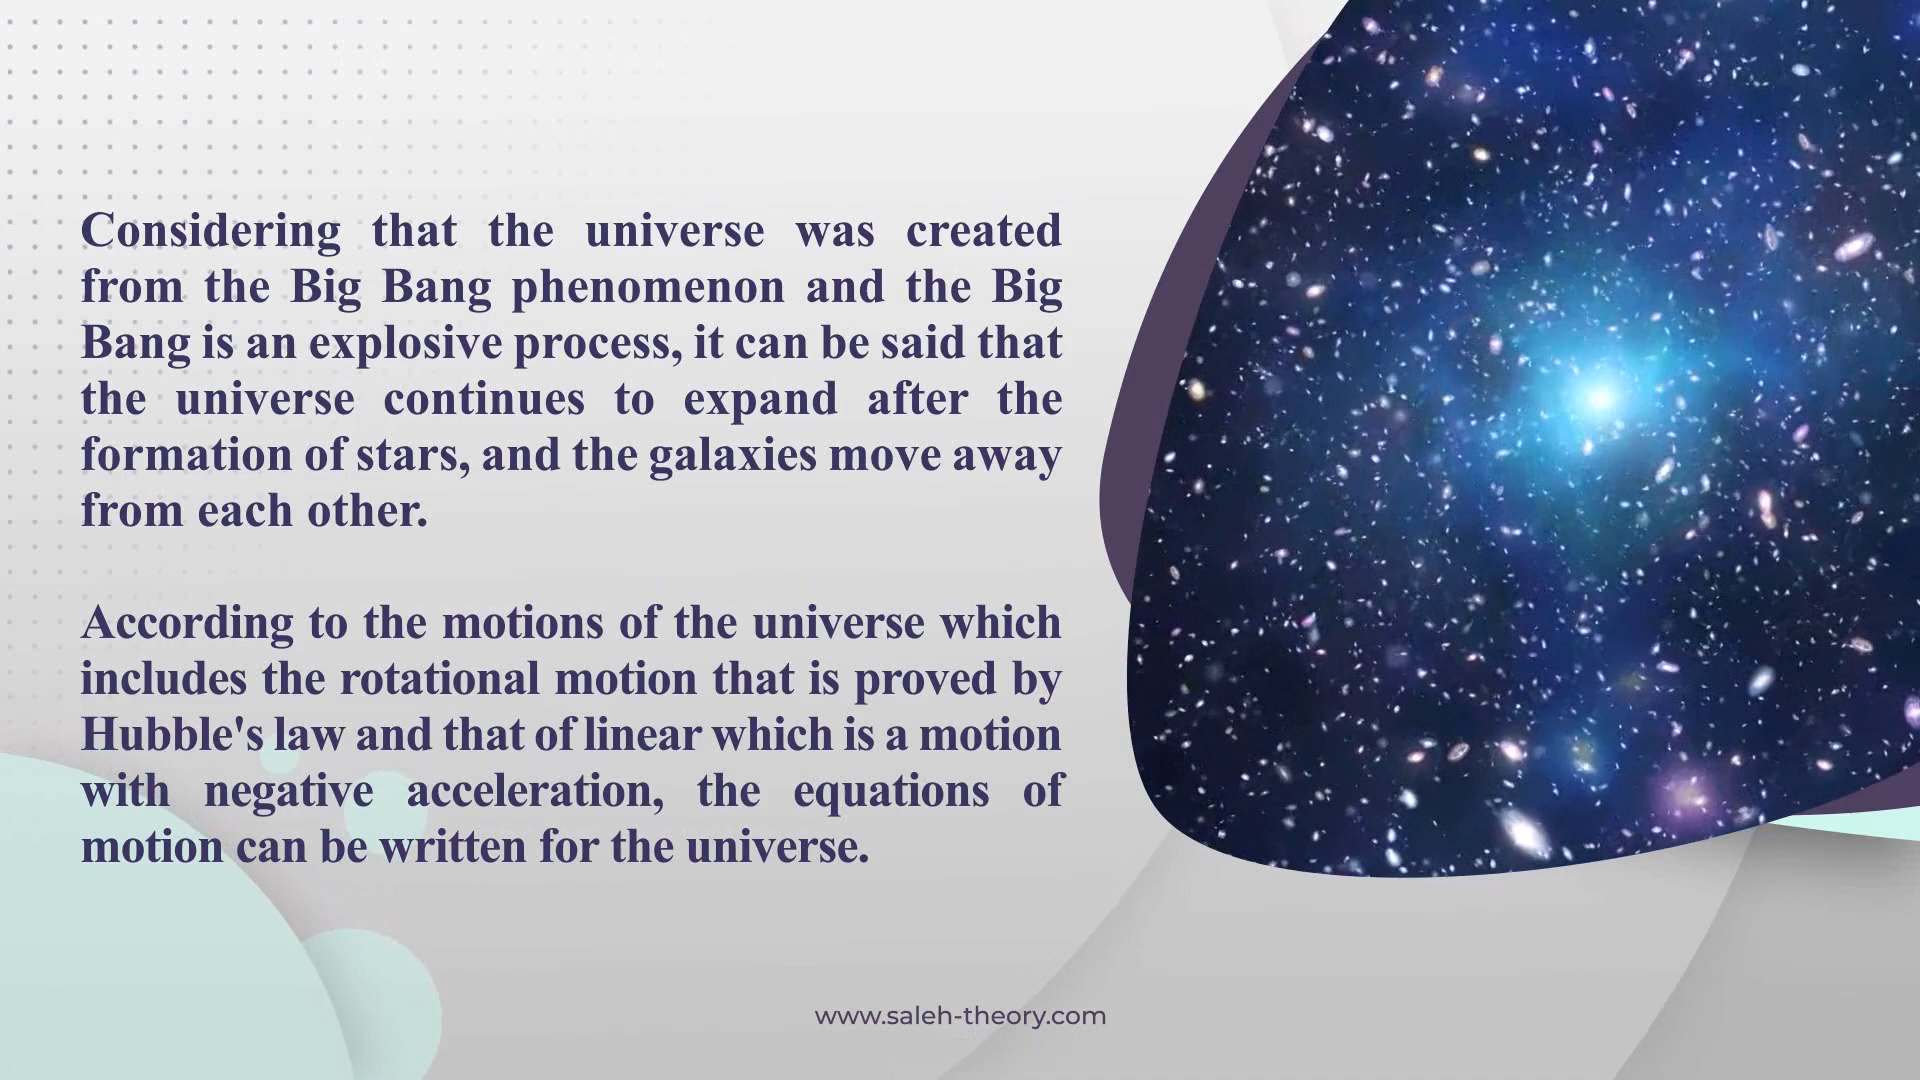 Considering that the universe was created
from the Big Bang phenomenon and the Big
Bang is an explosive process, it can be said that
the universe continues to expand after the
formation of stars, and the galaxies move away
from each other.
According to the motions of the universe which
includes the rotational motion that is proved by
Hubble's law and that of linear which is a motion
with negative acceleration, the equations of
motion can be written for the universe.
www.saleh-theory.com